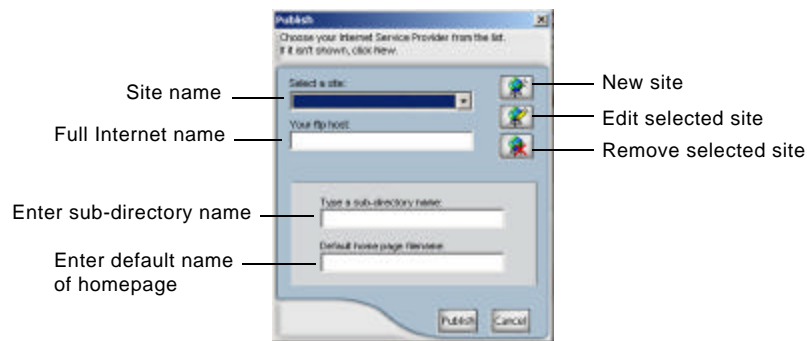 Publish
Choose your Internet Service Provider from the list.
If it isn't shown, click New.
Select a site:
Site name
New site
Your ftp host:
Full Internet name
Edit selected site
Remove selected site
Type a sub-directory name:
Enter sub-directory name
Default home page filename
Enter default name
of homepage
Publish
Cancel